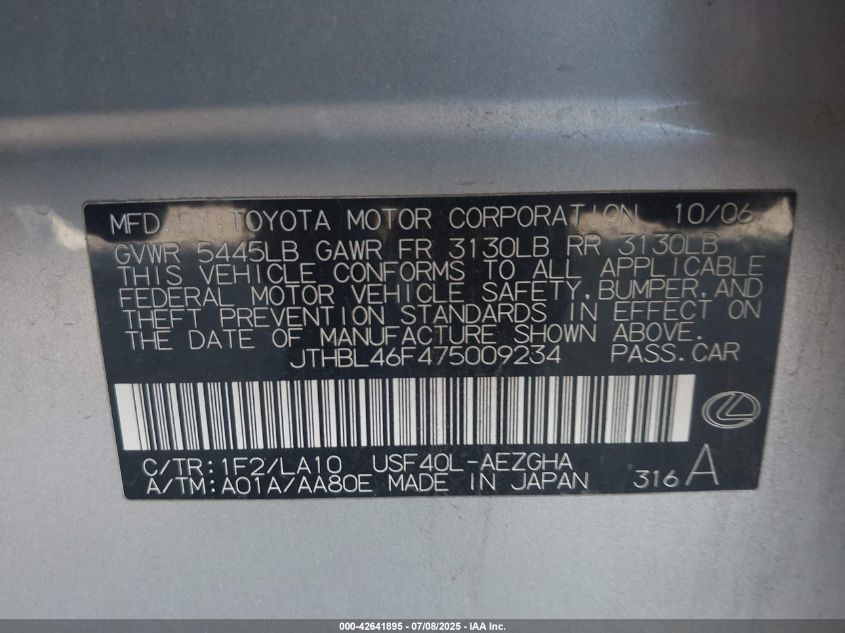 MFD.BY:TOYOTA MOTOR CORPORATION 10/06
GVWR 5445LB GAWR FR 3130LB RR 3130LB
THIS VEHICLE CONFORMS TO ALL APPLICABLE
FEDERAL MOTOR VEHICLE SAFETY,BUMPER,AND
THEFT PREVENTION STANDARDS IN EFFECT ON
THE DATE OF MANUFACTURE SHOWN ABOVE.
JTHBL46F475009234 PASS.CAR
C/TR:1F2/LA10 USF40L-AEZGHA
A/TM:A01A/AA80E MADE IN JAPAN 316A
000-42641895 - 07/08/2025 - IAA Inc.